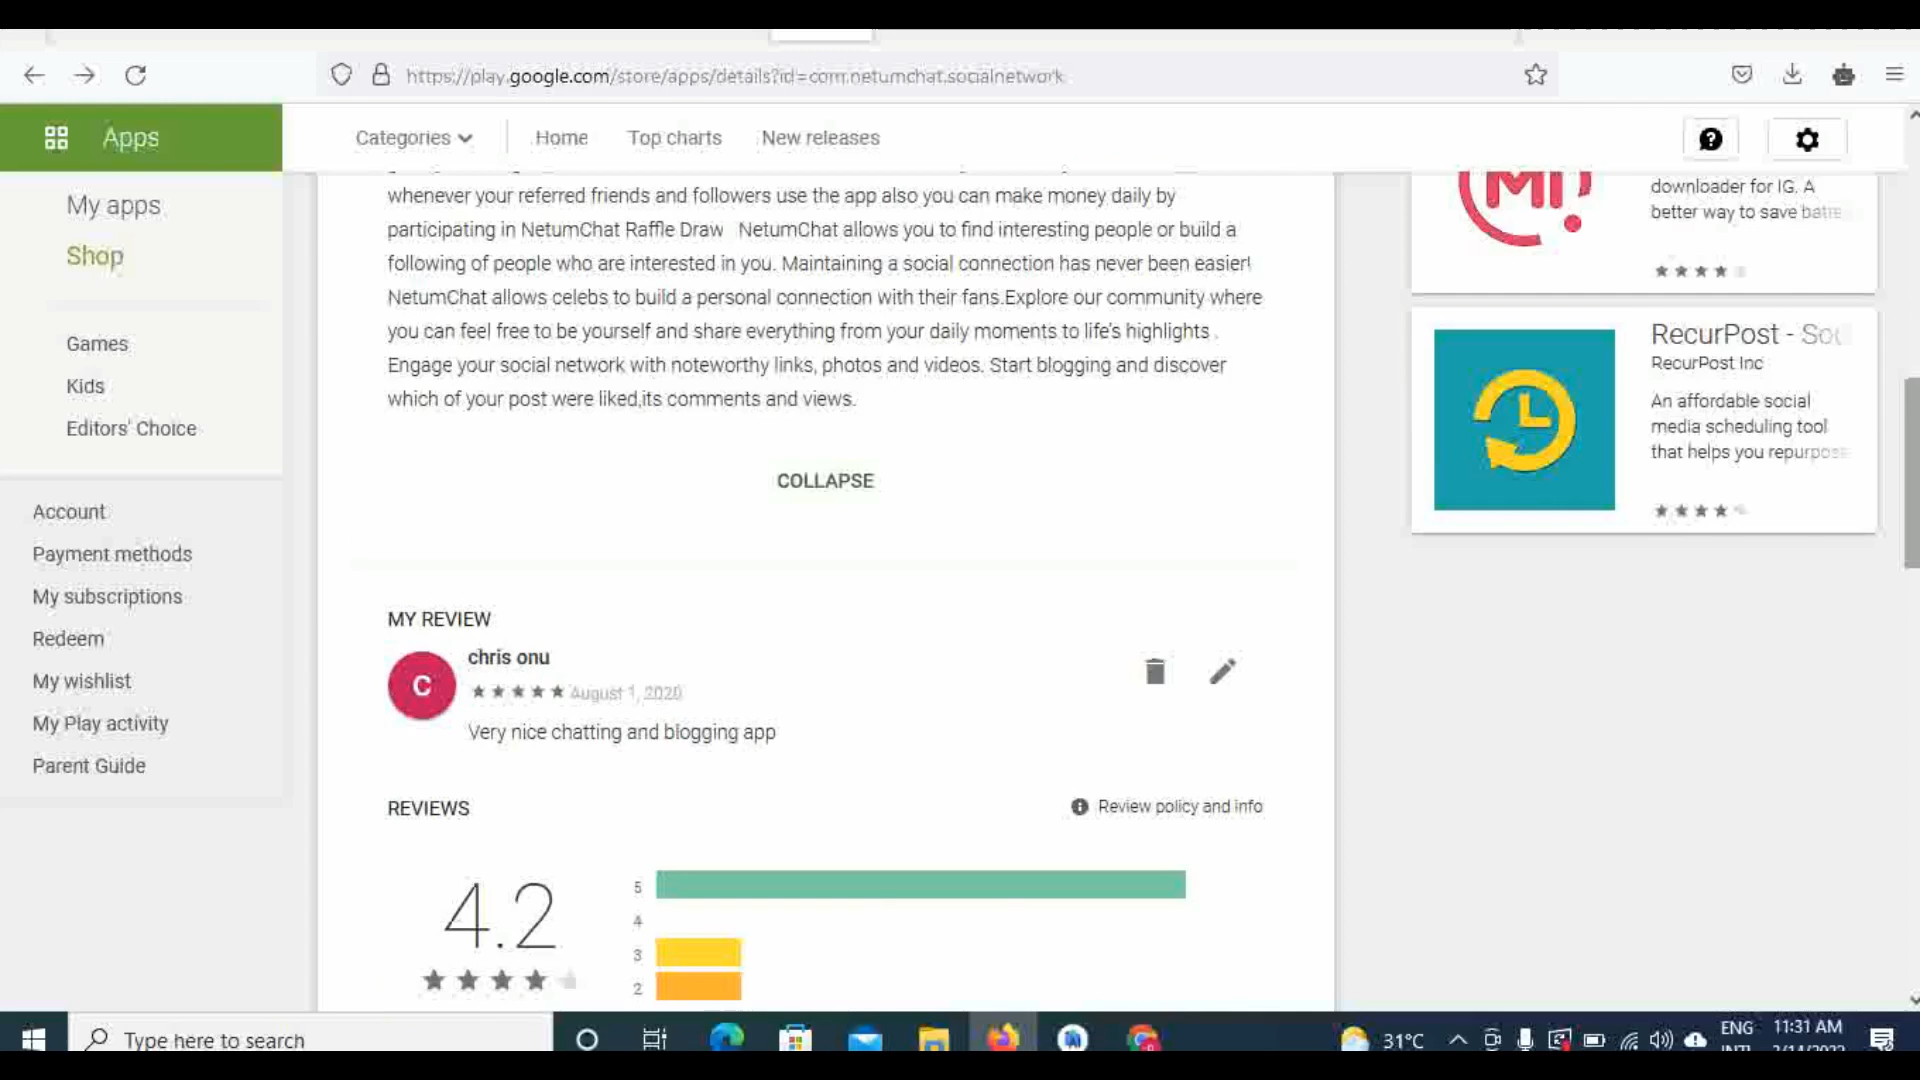 https://play.google.com/store/apps/details?id=com.netumchat.socialnetwork
Apps
Categories
Home
Top charts
New releases
My apps
Shop
Games
Kids
Editors' Choice
Account
Payment methods
My subscriptions
Redeem
My wishlist
My Play activity
Parent Guide
whenever your referred friends and followers use the app also you can make money daily by
participating in NetumChat Raffle Draw NetumChat allows you to find interesting people or build a
following of people who are interested in you. Maintaining a social connection has never been easier!
NetumChat allows celebs to build a personal connection with their fans.Explore our community where
you can feel free to be yourself and share everything from your daily moments to life's highlights .
Engage your social network with noteworthy links, photos and videos. Start blogging and discover
which of your post were liked,its comments and views.
COLLAPSE
MY REVIEW
C
chris onu
August 1, 2020
Very nice chatting and blogging app
REVIEWS
Review policy and info
4.2
5
4
3
2
downloader for IG. A
better way to save
RecurPost -
RecurPost Inc
An affordable social
media scheduling tool
that helps you
Type here to search
31°C
ENG
11:31 AM